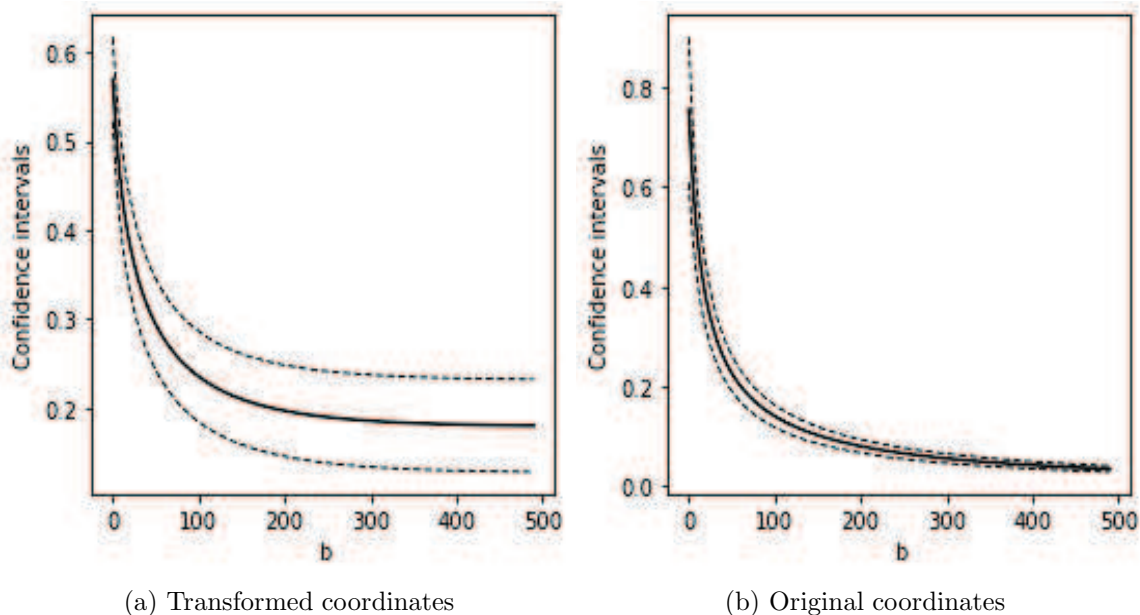 0.6
0.5
0.4
0.3
0.2
Confidence intervals
0 100 200 300 400 500
b
(a) Transformed coordinates
0.8
0.6
0.4
0.2
0.0
Confidence intervals
0 100 200 300 400 500
b
(b) Original coordinates